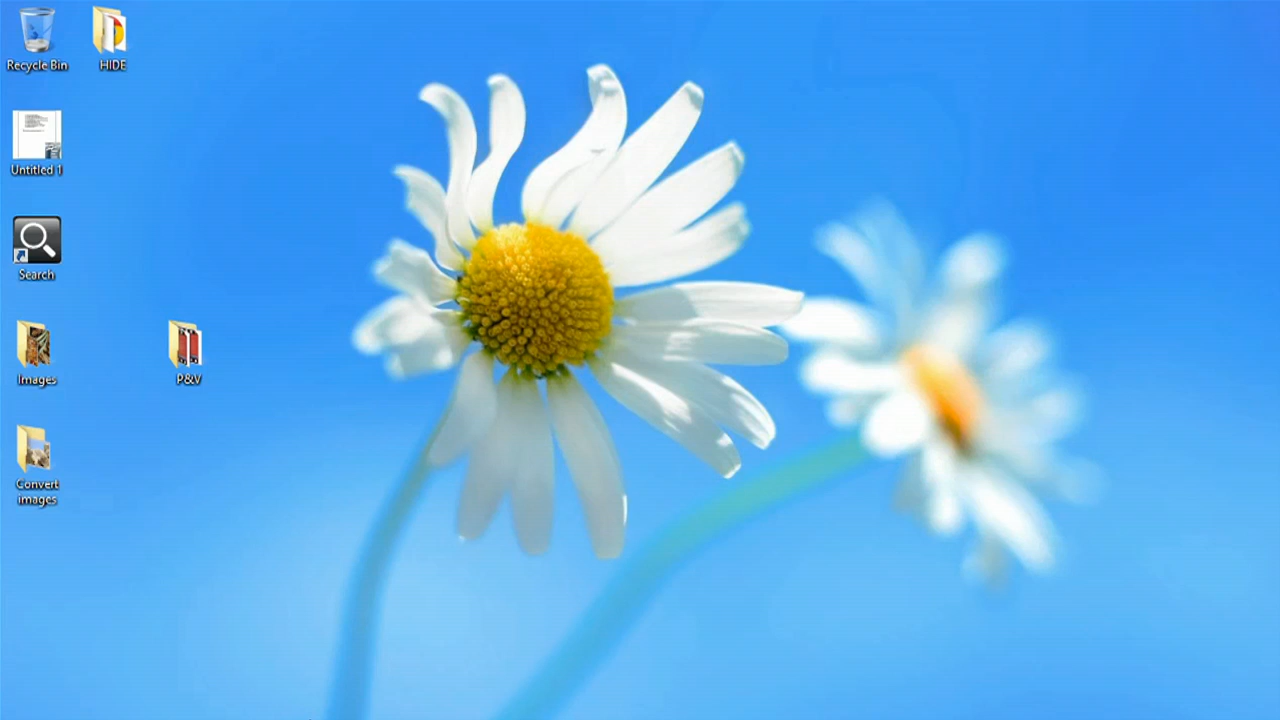 Recycle Bin
HIDE
Untitled 1
Search
Images
P&V
Convert
images